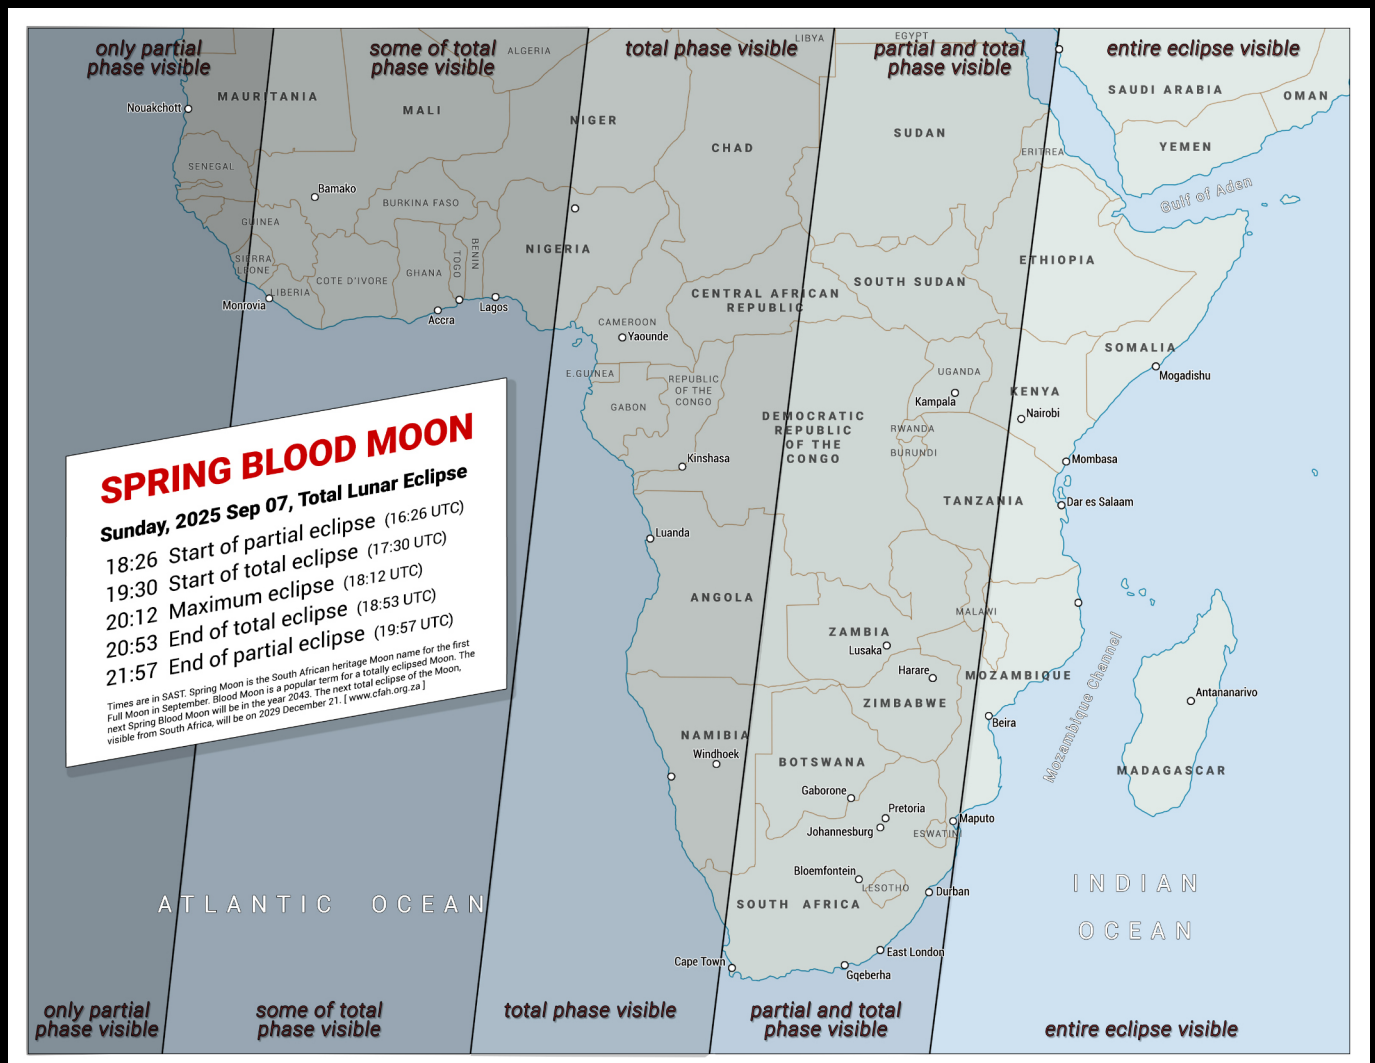 only partial
phase visible
some of total
phase visible
total phase visible
partial and total
phase visible
entire eclipse visible
ALGERIA
LIBYA
EGYPT
SAUDI ARABIA
OMAN
MAURITANIA
Nouakchott
MALI
NIGER
CHAD
SUDAN
ERITREA
YEMEN
SENEGAL
Bamako
BURKINA FASO
Gulf of Aden
GUINEA
BENIN
TOGO
NIGERIA
SIERRA
LEONE
GHANA
COTE D'IVORE
LIBERIA
Monrovia
Accra
Lagos
CENTRAL AFRICAN
REPUBLIC
SOUTH SUDAN
ETHIOPIA
CAMEROON
Yaounde
SOMALIA
Mogadishu
E.GUINEA
REPUBLIC
OF THE
CONGO
GABON
UGANDA
Kampala
KENYA
Nairobi
DEMOCRATIC
REPUBLIC
OF THE
CONGO
RWANDA
BURUNDI
Kinshasa
Mombasa
TANZANIA
Dar es Salaam
Luanda
ANGOLA
MALAWI
ZAMBIA
Lusaka
Harare
MOZAMBIQUE
ZIMBABWE
Beira
Mozambique Channel
Antananarivo
MADAGASCAR
NAMIBIA
Windhoek
BOTSWANA
Gaborone
Pretoria
Johannesburg
ESWATINI
Maputo
Bloemfontein
LESOTHO
Durban
SOUTH AFRICA
East London
Cape Town
Gqeberha
SPRING BLOOD MOON
Sunday, 2025 Sep 07, Total Lunar Eclipse
18:26 Start of partial eclipse (16:26 UTC)
19:30 Start of total eclipse (17:30 UTC)
20:12 Maximum eclipse (18:12 UTC)
20:53 End of total eclipse (18:53 UTC)
21:57 End of partial eclipse (19:57 UTC)
Times are in SAST. Spring Moon is the South African heritage Moon name for the first
Full Moon in September. Blood Moon is a popular term for a totally eclipsed Moon. The
next Spring Blood Moon will be in the year 2043. The next total eclipse of the Moon,
visible from South Africa, will be on 2029 December 21. [ www.cfah.org.za ]
ATLANTIC OCEAN
INDIAN
OCEAN
only partial
phase visible
some of total
phase visible
total phase visible
partial and total
phase visible
entire eclipse visible